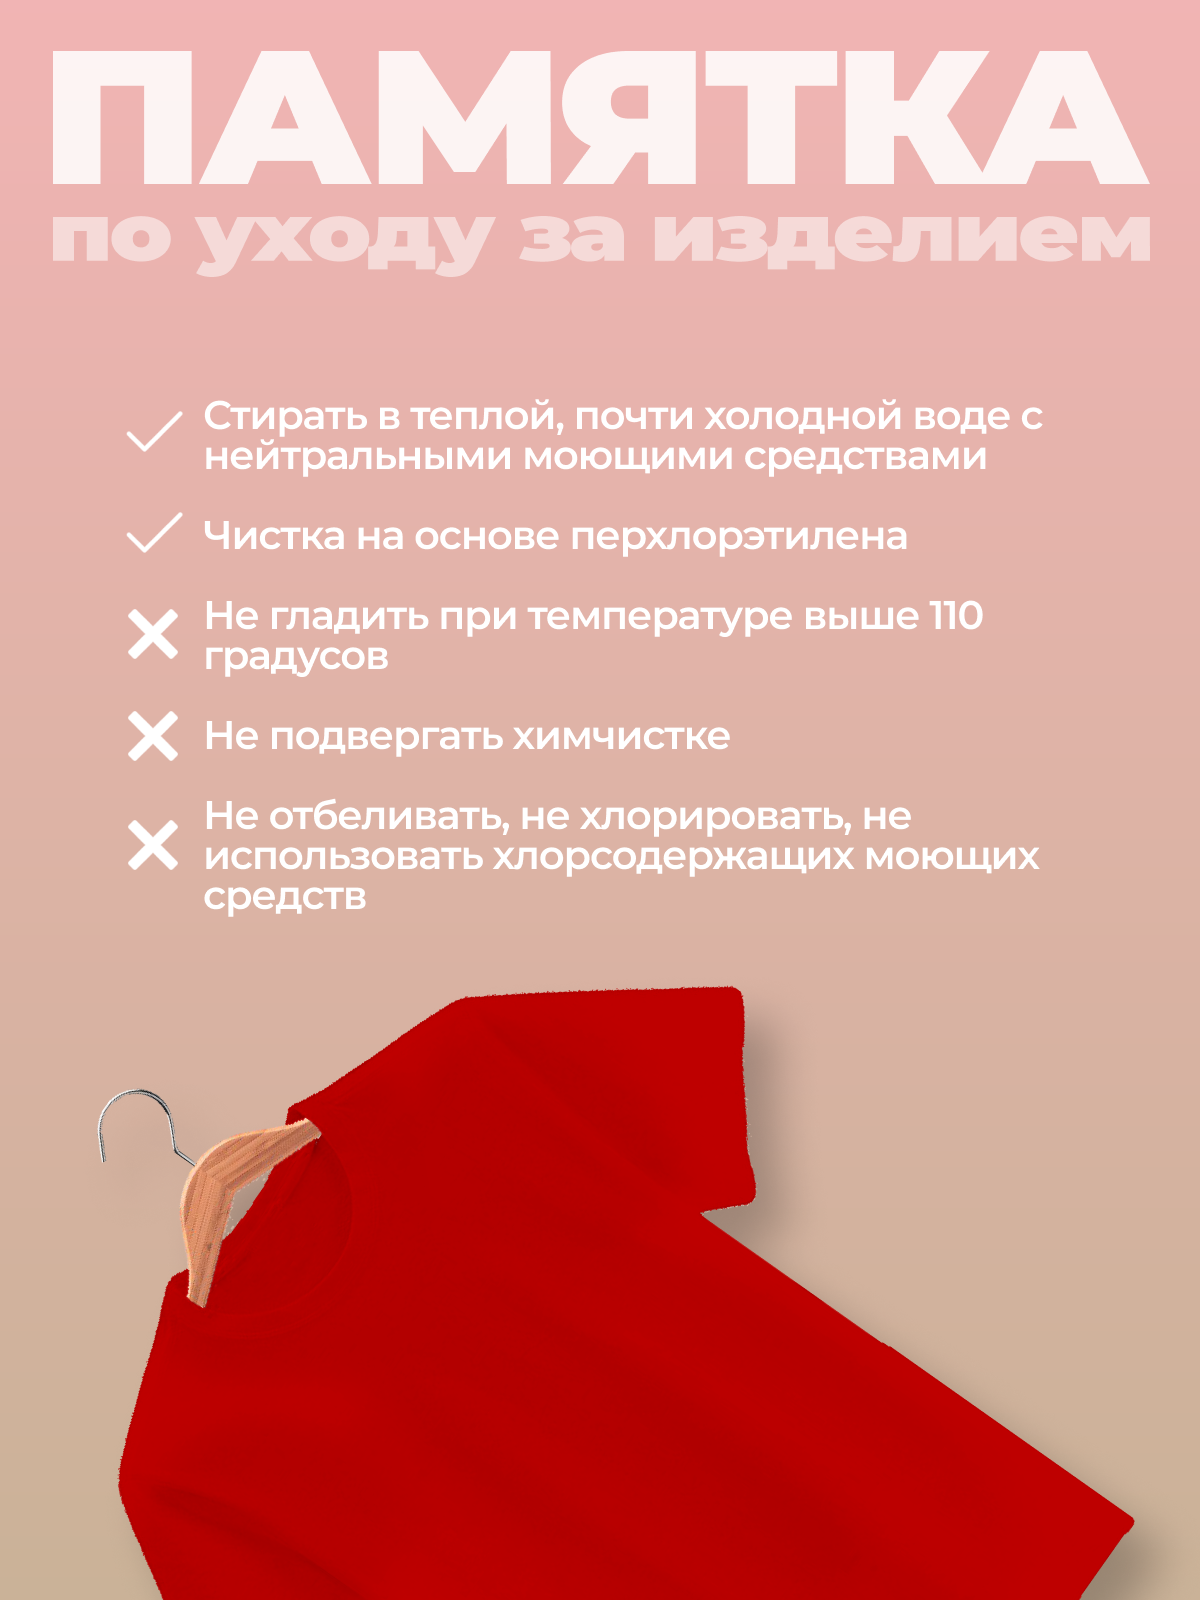 ПАМЯТКА
по уходу за изделием
Стирать в теплой, почти холодной воде с
нейтральными моющими средствами
Чистка на основе перхлорэтилена
Не гладить при температуре выше 110
градусов
Не подвергать химчистке
Не отбеливать, не хлорировать, не
использовать хлорсодержащих моющих
средств